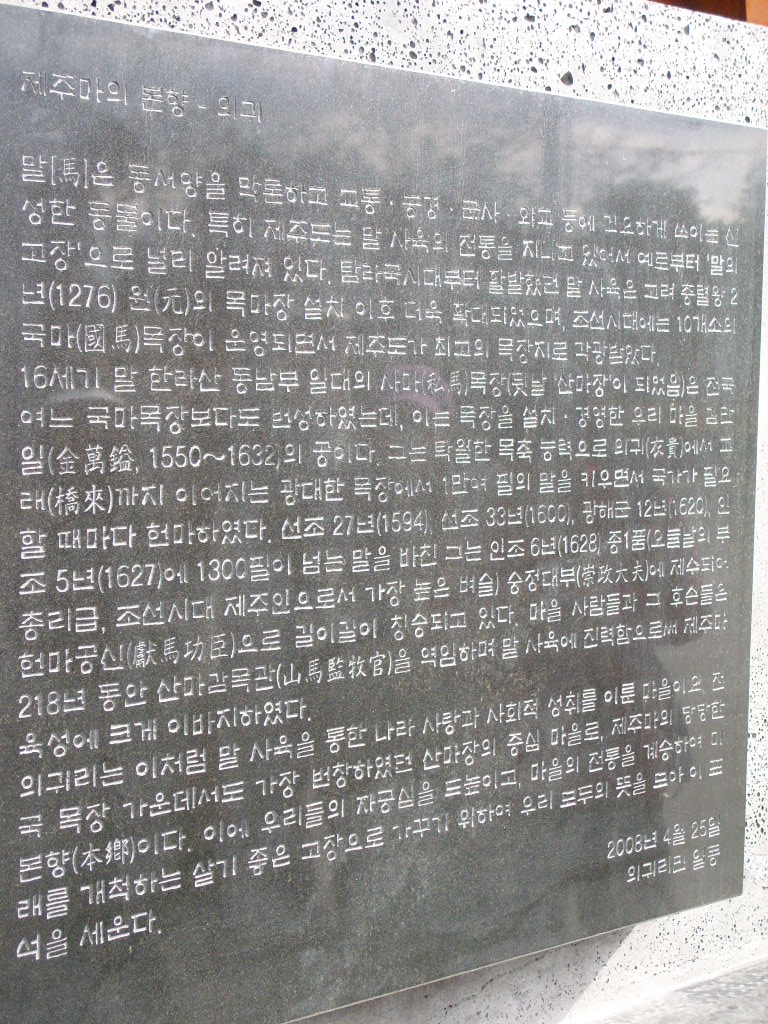 제주마의 본향 - 의귀
말[馬]은 동서양을 막론하고 교통·농경·군사·외교 등에 긴요하게 쓰이는 신
성한 동물이다. 특히 제주도는 말 사육의 전통을 지니고 있어서 예로부터 '말의
고장'으로 널리 알려져 있다. 탐라국시대부터 활발했던 말 사육은 고려 충렬왕 2
년(1276) 원(元)의 목마장 설치 이후 더욱 확대되었으며, 조선시대에는 10개소의
국마(國馬)목장이 운영되면서 제주도가 최고의 목장지로 각광받았다.
16세기 말 한라산 동남부 일대의 사마(私馬)목장(훗날 '산마장'이 되었음)은 전국
여느 국마목장보다도 번성하였는데, 이는 목장을 설치·경영한 우리 마을 김만
일(金萬鎰, 1550~1632)의 공이다. 그는 탁월한 목축 능력으로 의귀(衣貴)에서 교
래(橋來)까지 이어지는 광대한 목장에서 1만여 필의 말을 키우면서 국가가 필요
할 때마다 헌마하였다. 선조 27년(1594), 선조 33년(1600), 광해군 12년(1620), 인
조 5년(1627)에 1300필이 넘는 말을 바친 그는 인조 6년(1628) 종1품(오늘날의 부
총리급, 조선시대 제주인으로서 가장 높은 벼슬) 숭정대부(崇政大夫)에 제수되어
헌마공신(獻馬功臣)으로 길이길이 칭송되고 있다. 마을 사람들과 그 후손들은
218년 동안 산마감목관(山馬監牧官)을 역임하며 말 사육에 진력함으로써 제주마
육성에 크게 이바지하였다.
의귀리는 이처럼 말 사육을 통한 나라 사랑과 사회적 성취를 이룬 마을이요, 전
국 목장 가운데서도 가장 번창하였던 산마장의 중심 마을로, 제주마의 당당한
본향(本鄕)이다. 이에 우리들의 자긍심을 드높이고, 마을의 전통을 계승하여 미
래를 개척하는 살기 좋은 고장으로 가꾸기 위하여 우리 모두의 뜻을 모아 이 표
석을 세운다.
2008년 4월 25일
의귀리민 일동